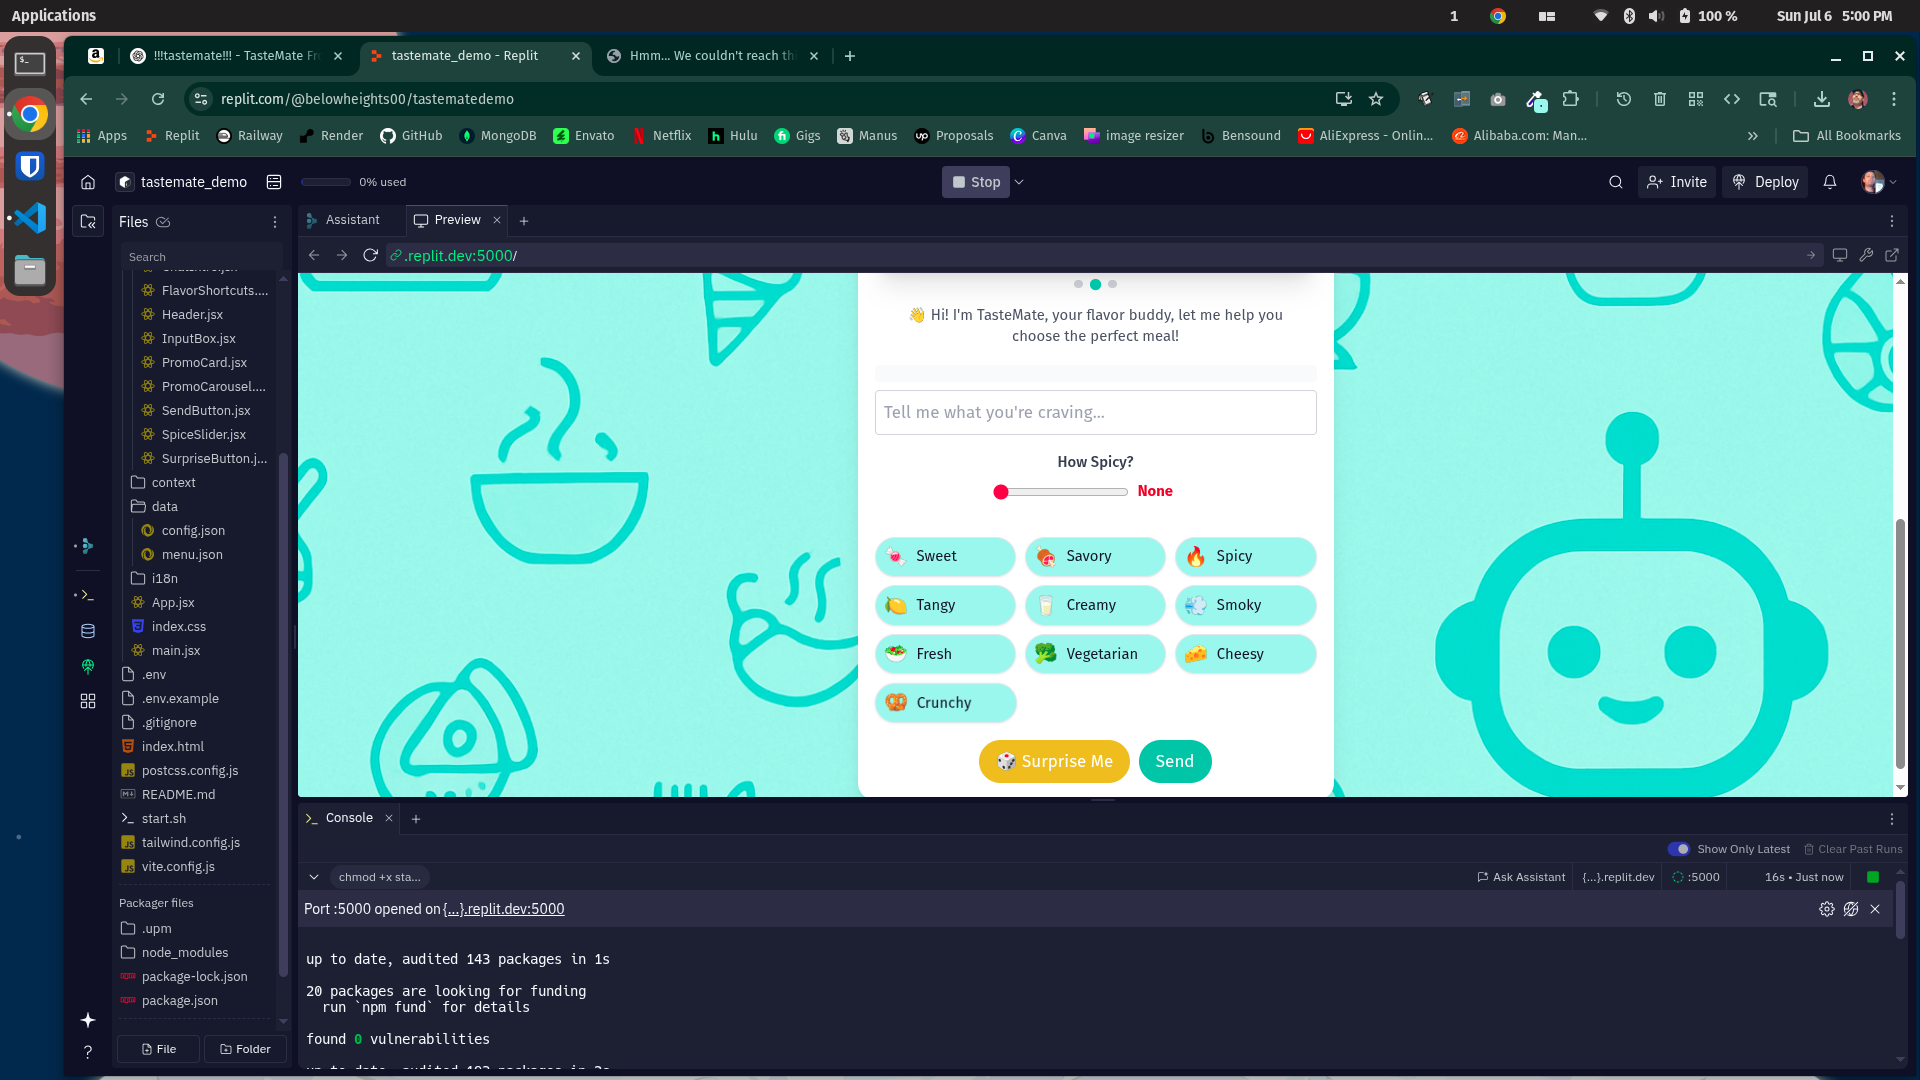 Applications
1
100 %
Sun Jul 6 5:00 PM
!!!tastemate!!! - TasteMate Fr
tastemate_demo - Replit
Hmm... We couldn't reach th
replit.com/@belowheights00/tastematedemo
Apps
Replit
Railway
Render
GitHub
MongoDB
Envato
Netflix
Hulu
Gigs
Manus
Proposals
Canva
image resizer
Bensound
AliExpress - Onlin...
Alibaba.com: Man...
All Bookmarks
tastemate_demo
0% used
Stop
Invite
Deploy
Files
Assistant
Preview
Search
.replit.dev:5000/
FlavorShortcuts....
Header.jsx
InputBox.jsx
PromoCard.jsx
PromoCarousel....
SendButton.jsx
SpiceSlider.jsx
SurpriseButton.j...
context
data
config.json
menu.json
i18n
App.jsx
index.css
main.jsx
.env
.env.example
.gitignore
index.html
postcss.config.js
README.md
start.sh
tailwind.config.js
vite.config.js
Packager files
.upm
node_modules
package-lock.json
package.json
File
Folder
👋 Hi! I'm TasteMate, your flavor buddy, let me help you
choose the perfect meal!
Tell me what you're craving...
How Spicy?
None
Sweet
Savory
Spicy
Tangy
Creamy
Smoky
Fresh
Vegetarian
Cheesy
Crunchy
Surprise Me
Send
Console
Show Only Latest
Clear Past Runs
chmod +x sta...
Ask Assistant
{...}.replit.dev
:5000
16s • Just now
Port :5000 opened on {...}.replit.dev:5000
up to date, audited 143 packages in 1s
20 packages are looking for funding
run `npm fund` for details
found 0 vulnerabilities